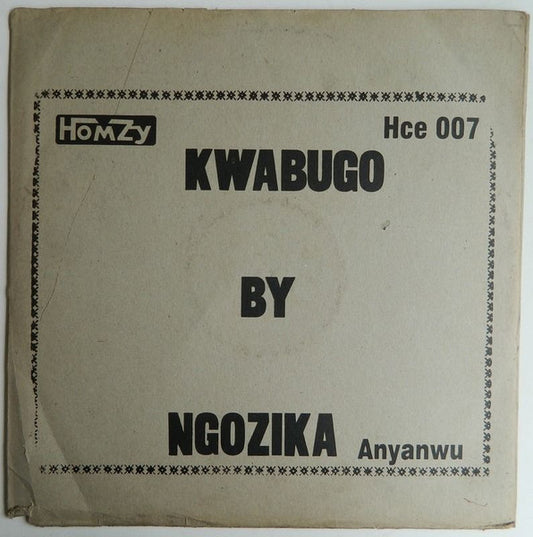 HOMZY
Hce 007
KWABUGO
BY
NGOZIKA Anyanwu